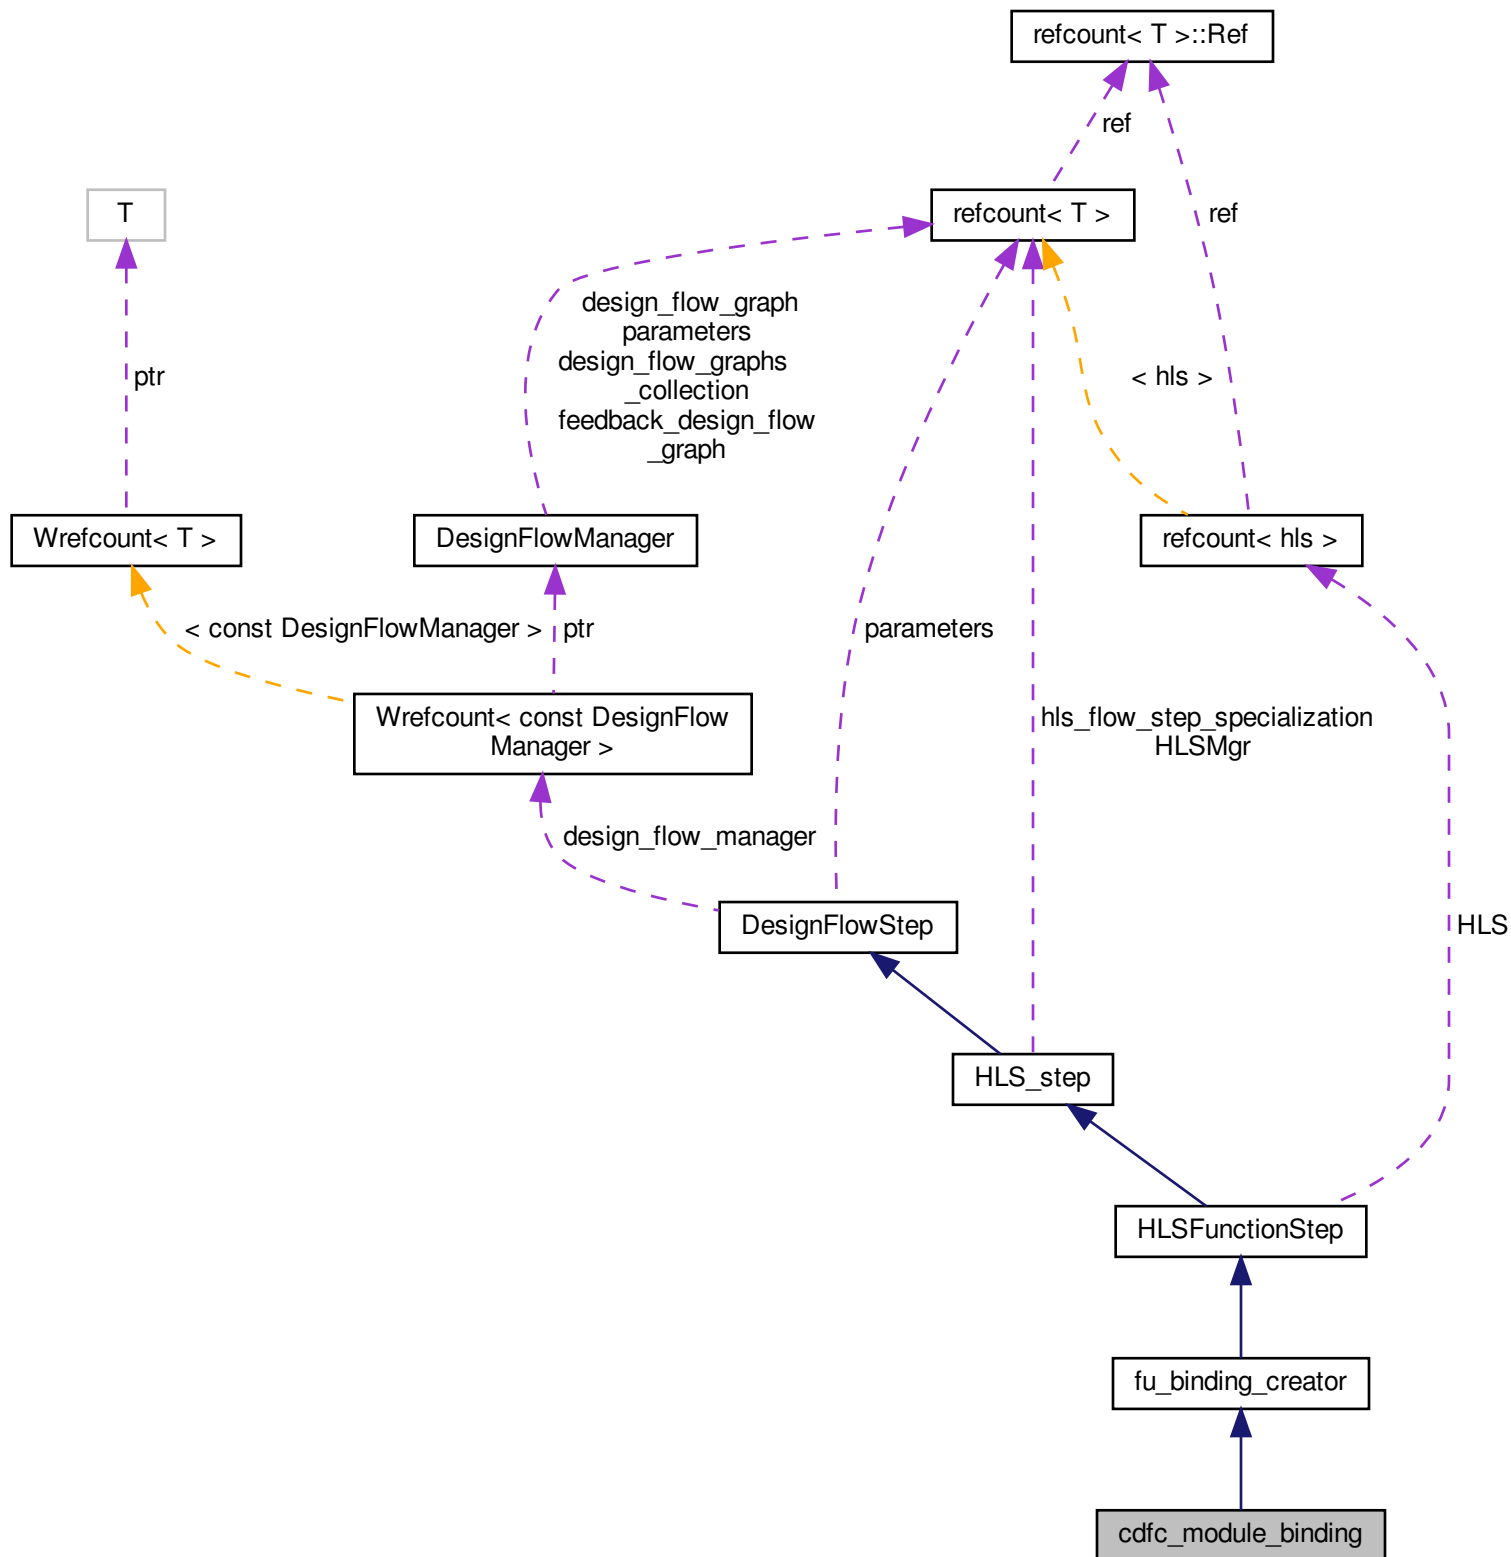 refcount< T >::Ref
ref
T
refcount< T >
ref
design_flow_graph
parameters
design_flow_graphs
_collection
feedback_design_flow
_graph
ptr
< hls >
Wrefcount< T >
DesignFlowManager
refcount< hls >
< const DesignFlowManager >
ptr
parameters
Wrefcount< const DesignFlow
Manager >
hls_flow_step_specialization
HLSMgr
design_flow_manager
DesignFlowStep
HLS
HLS_step
HLSFunctionStep
fu_binding_creator
cdfc_module_binding